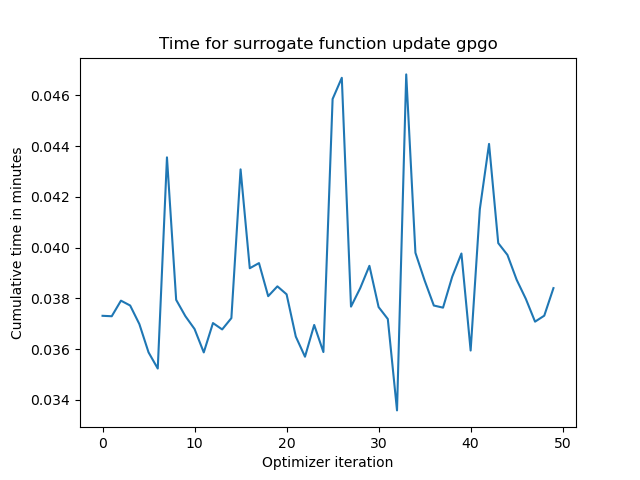 Time for surrogate function update gpgo
0.046
0.044
0.042
0.040
0.038
0.036
0.034
Cumulative time in minutes
0 10 20 30 40 50
Optimizer iteration